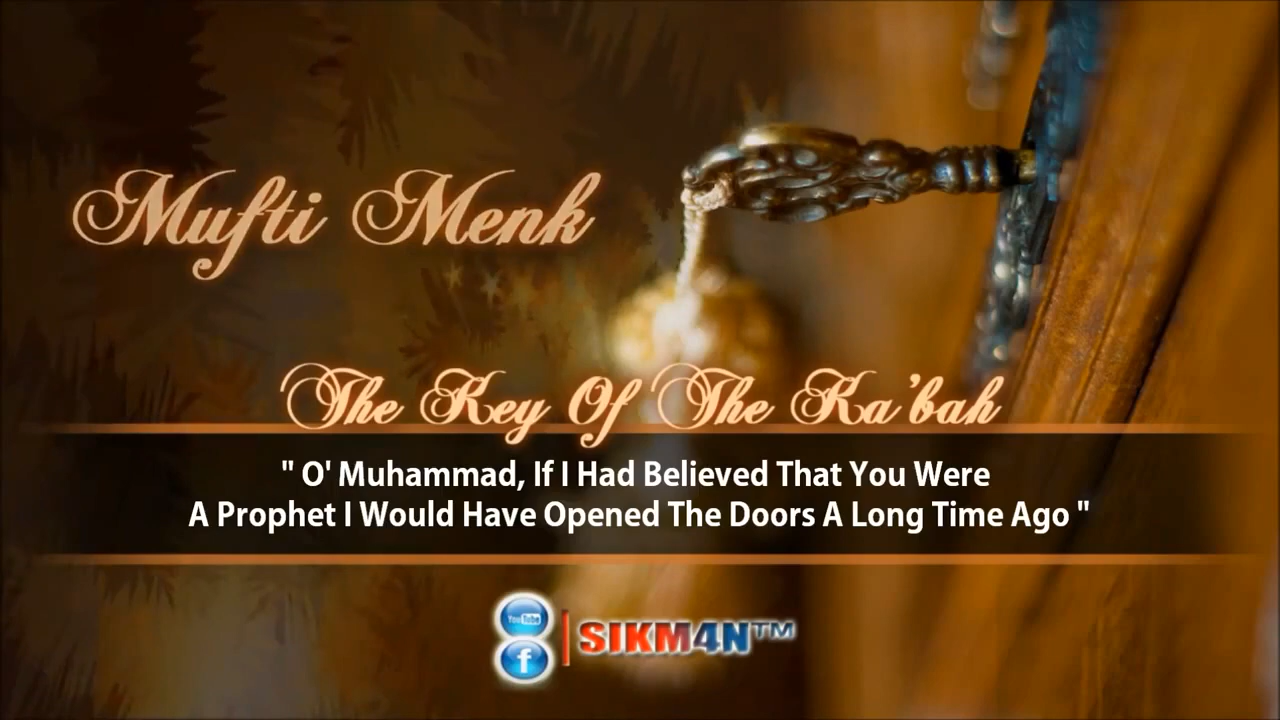 Mufti Menk
The Key Of The Ka'bah
" O' Muhammad, If I Had Believed That You Were
A Prophet I Would Have Opened The Doors A Long Time Ago "
YouTube
f
SIKM4N™